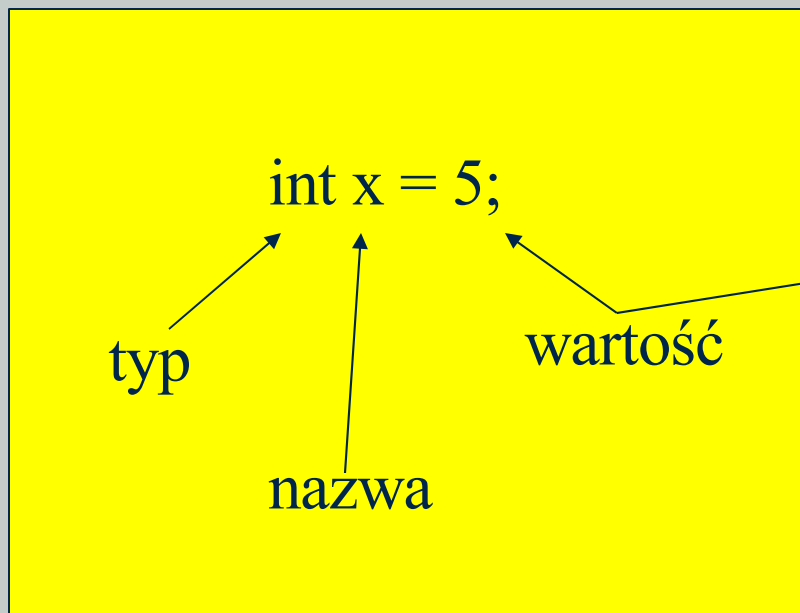 int x = 5;
typ
wartość
nazwa